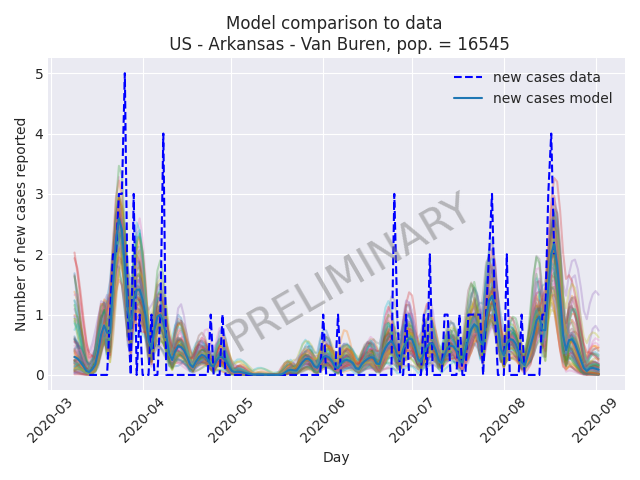 Model comparison to data
US - Arkansas - Van Buren, pop. = 16545
new cases data
new cases model
Number of new cases reported
5
4
3
2
1
0
PRELIMINARY
2020-03
2020-04
2020-05
2020-06
2020-07
2020-08
2020-09
Day